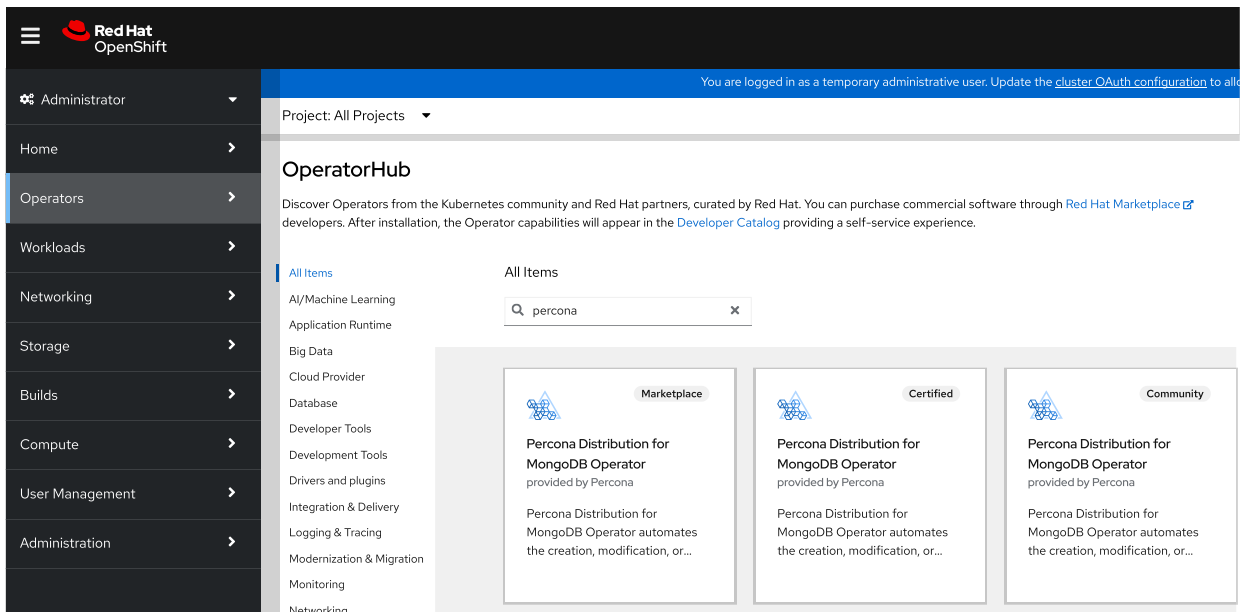 Red Hat
OpenShift
You are logged in as a temporary administrative user. Update the cluster OAuth configuration to
Administrator
Home
Operators
Workloads
Networking
Storage
Builds
Compute
User Management
Administration
Project: All Projects
OperatorHub
Discover Operators from the Kubernetes community and Red Hat partners, curated by Red Hat. You can purchase commercial software through Red Hat Marketplace
developers. After installation, the Operator capabilities will appear in the Developer Catalog providing a self-service experience.
All Items
AI/Machine Learning
Application Runtime
Big Data
Cloud Provider
Database
Developer Tools
Development Tools
Drivers and plugins
Integration & Delivery
Logging & Tracing
Modernization & Migration
Monitoring
Networking
All Items
percona
Marketplace
Percona Distribution for
MongoDB Operator
provided by Percona
Percona Distribution for
MongoDB Operator automates
the creation, modification, or...
Certified
Percona Distribution for
MongoDB Operator
provided by Percona
Percona Distribution for
MongoDB Operator automates
the creation, modification, or...
Community
Percona Distribution for
MongoDB Operator
provided by Percona
Percona Distribution for
MongoDB Operator automates
the creation, modification, or...